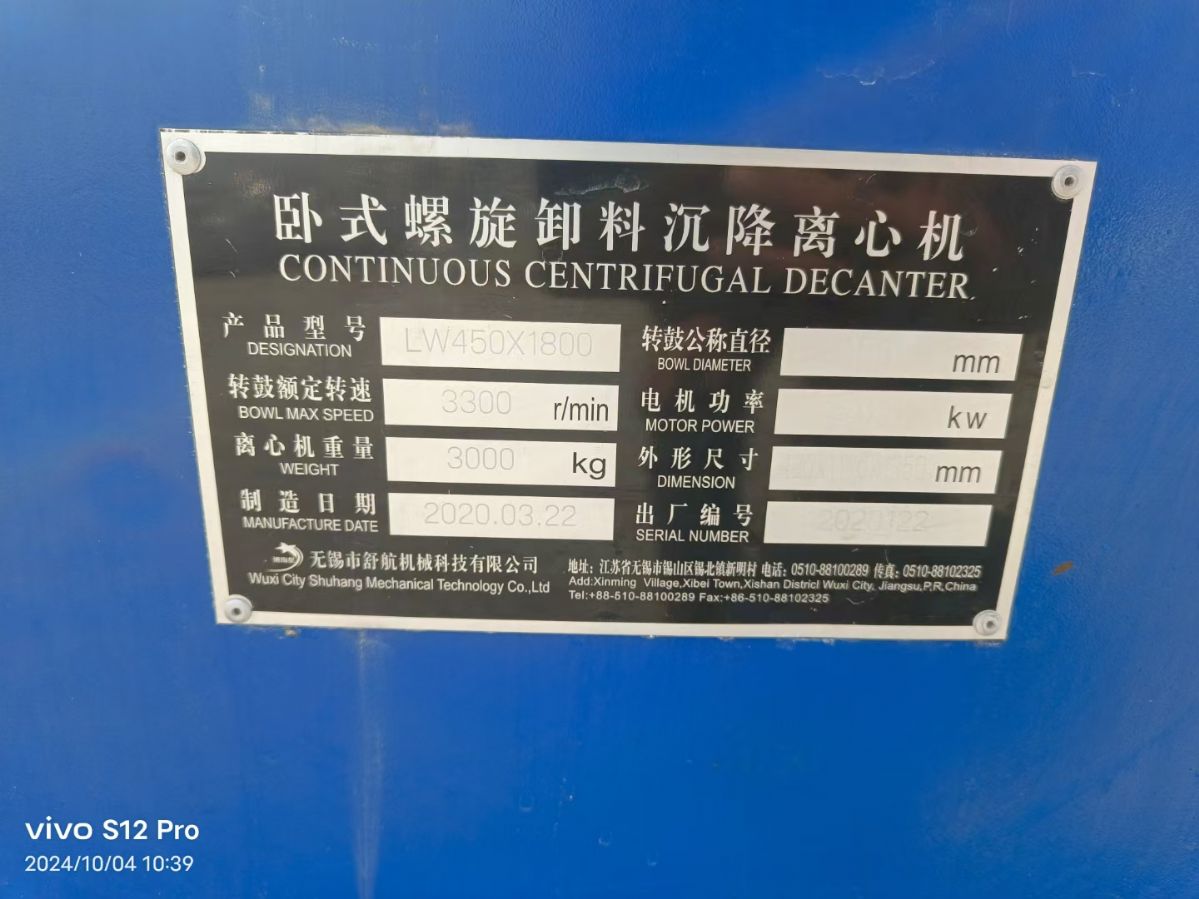 卧式螺旋卸料沉降离心机
CONTINUOUS CENTRIFUGAL DECANTER
产品型号 LW450X1800 转鼓公称直径
DESIGNATION BOWL DIAMETER mm
转鼓额定转速 3300 r/min 电机功率
BOWL MAX SPEED MOTOR POWER kw
离心机重量 3000 kg 外形尺寸
WEIGHT DIMENSION mm
制造日期 2020.03.22 出厂编号
MANUFACTURE DATE SERIAL NUMBER
无锡市舒航机械科技有限公司 地址：江苏省无锡市锡山区锡北镇新明村 电话：0510-88100289 传真：0510-88102325
Wuxi City Shuhang Mechanical Technology Co.,Ltd Add:Xinming Village,Xibei Town,Xishan District Wuxi City, Jiangsu,P,R,China
Tel:+88-510-88100289 Fax:+86-510-88102325
vivo S12 Pro
2024/10/04 10:39